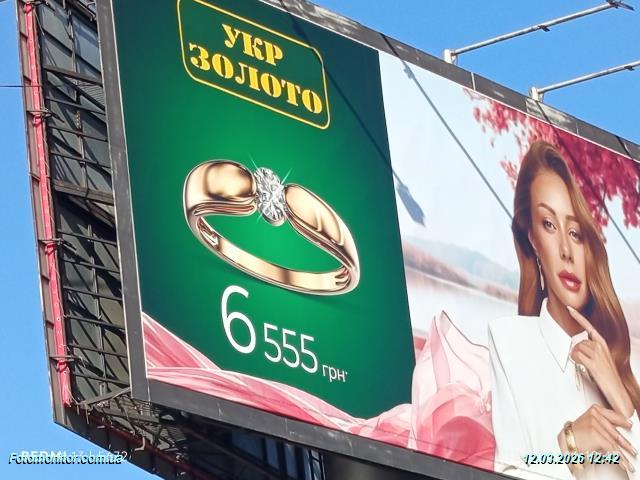 УКР
ЗОЛОТО
6 555 грн*
Fotomonitor.com.ua
12.03.2026 12:42